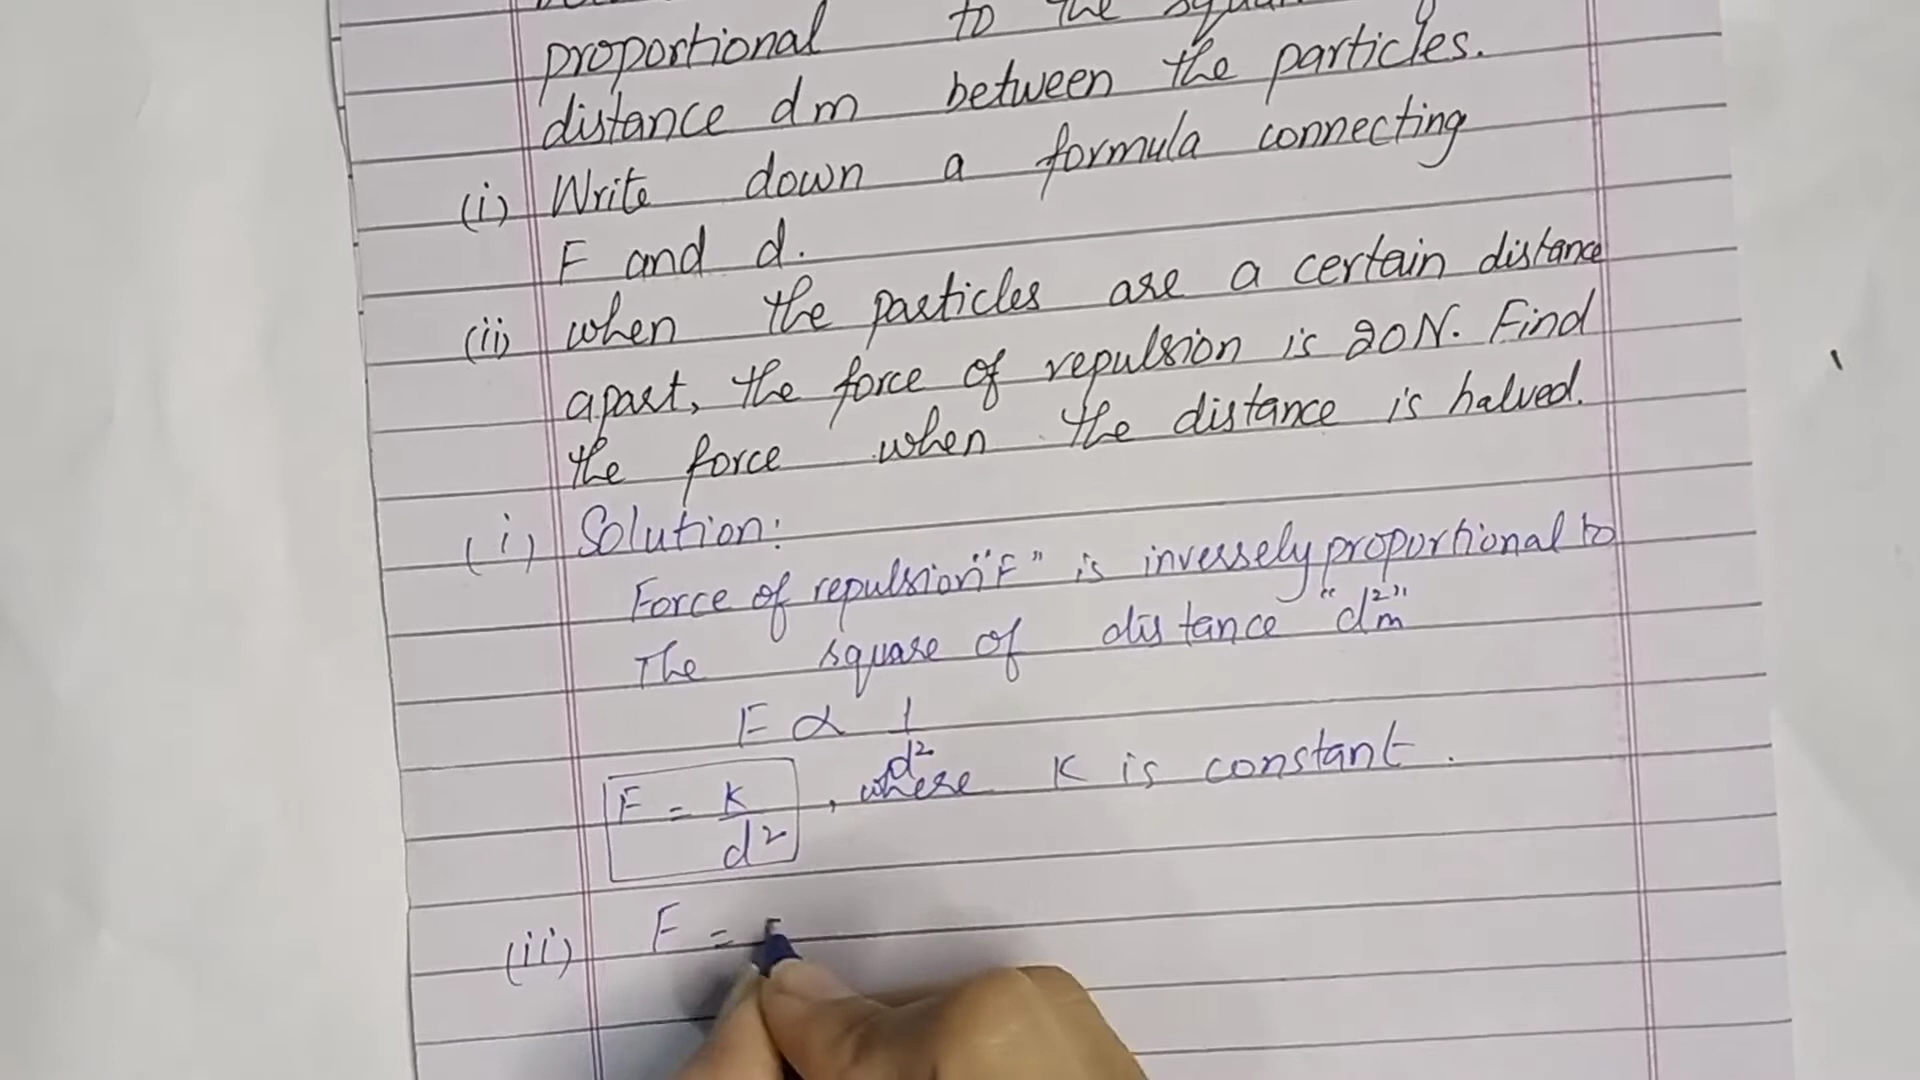 proportional to the
distance dm between the particles.
(i) Write down a formula connecting
F and d.
(ii) when the particles are a certain distance
apart, the force of repulsion is 20N. Find
the force when the distance is halved.
(i) Solution:
Force of repulsion "F" is inversely proportional to
The square of distance "d²m"
F ∝ 1/d²
F = K/d² , where K is constant.
(ii) F =